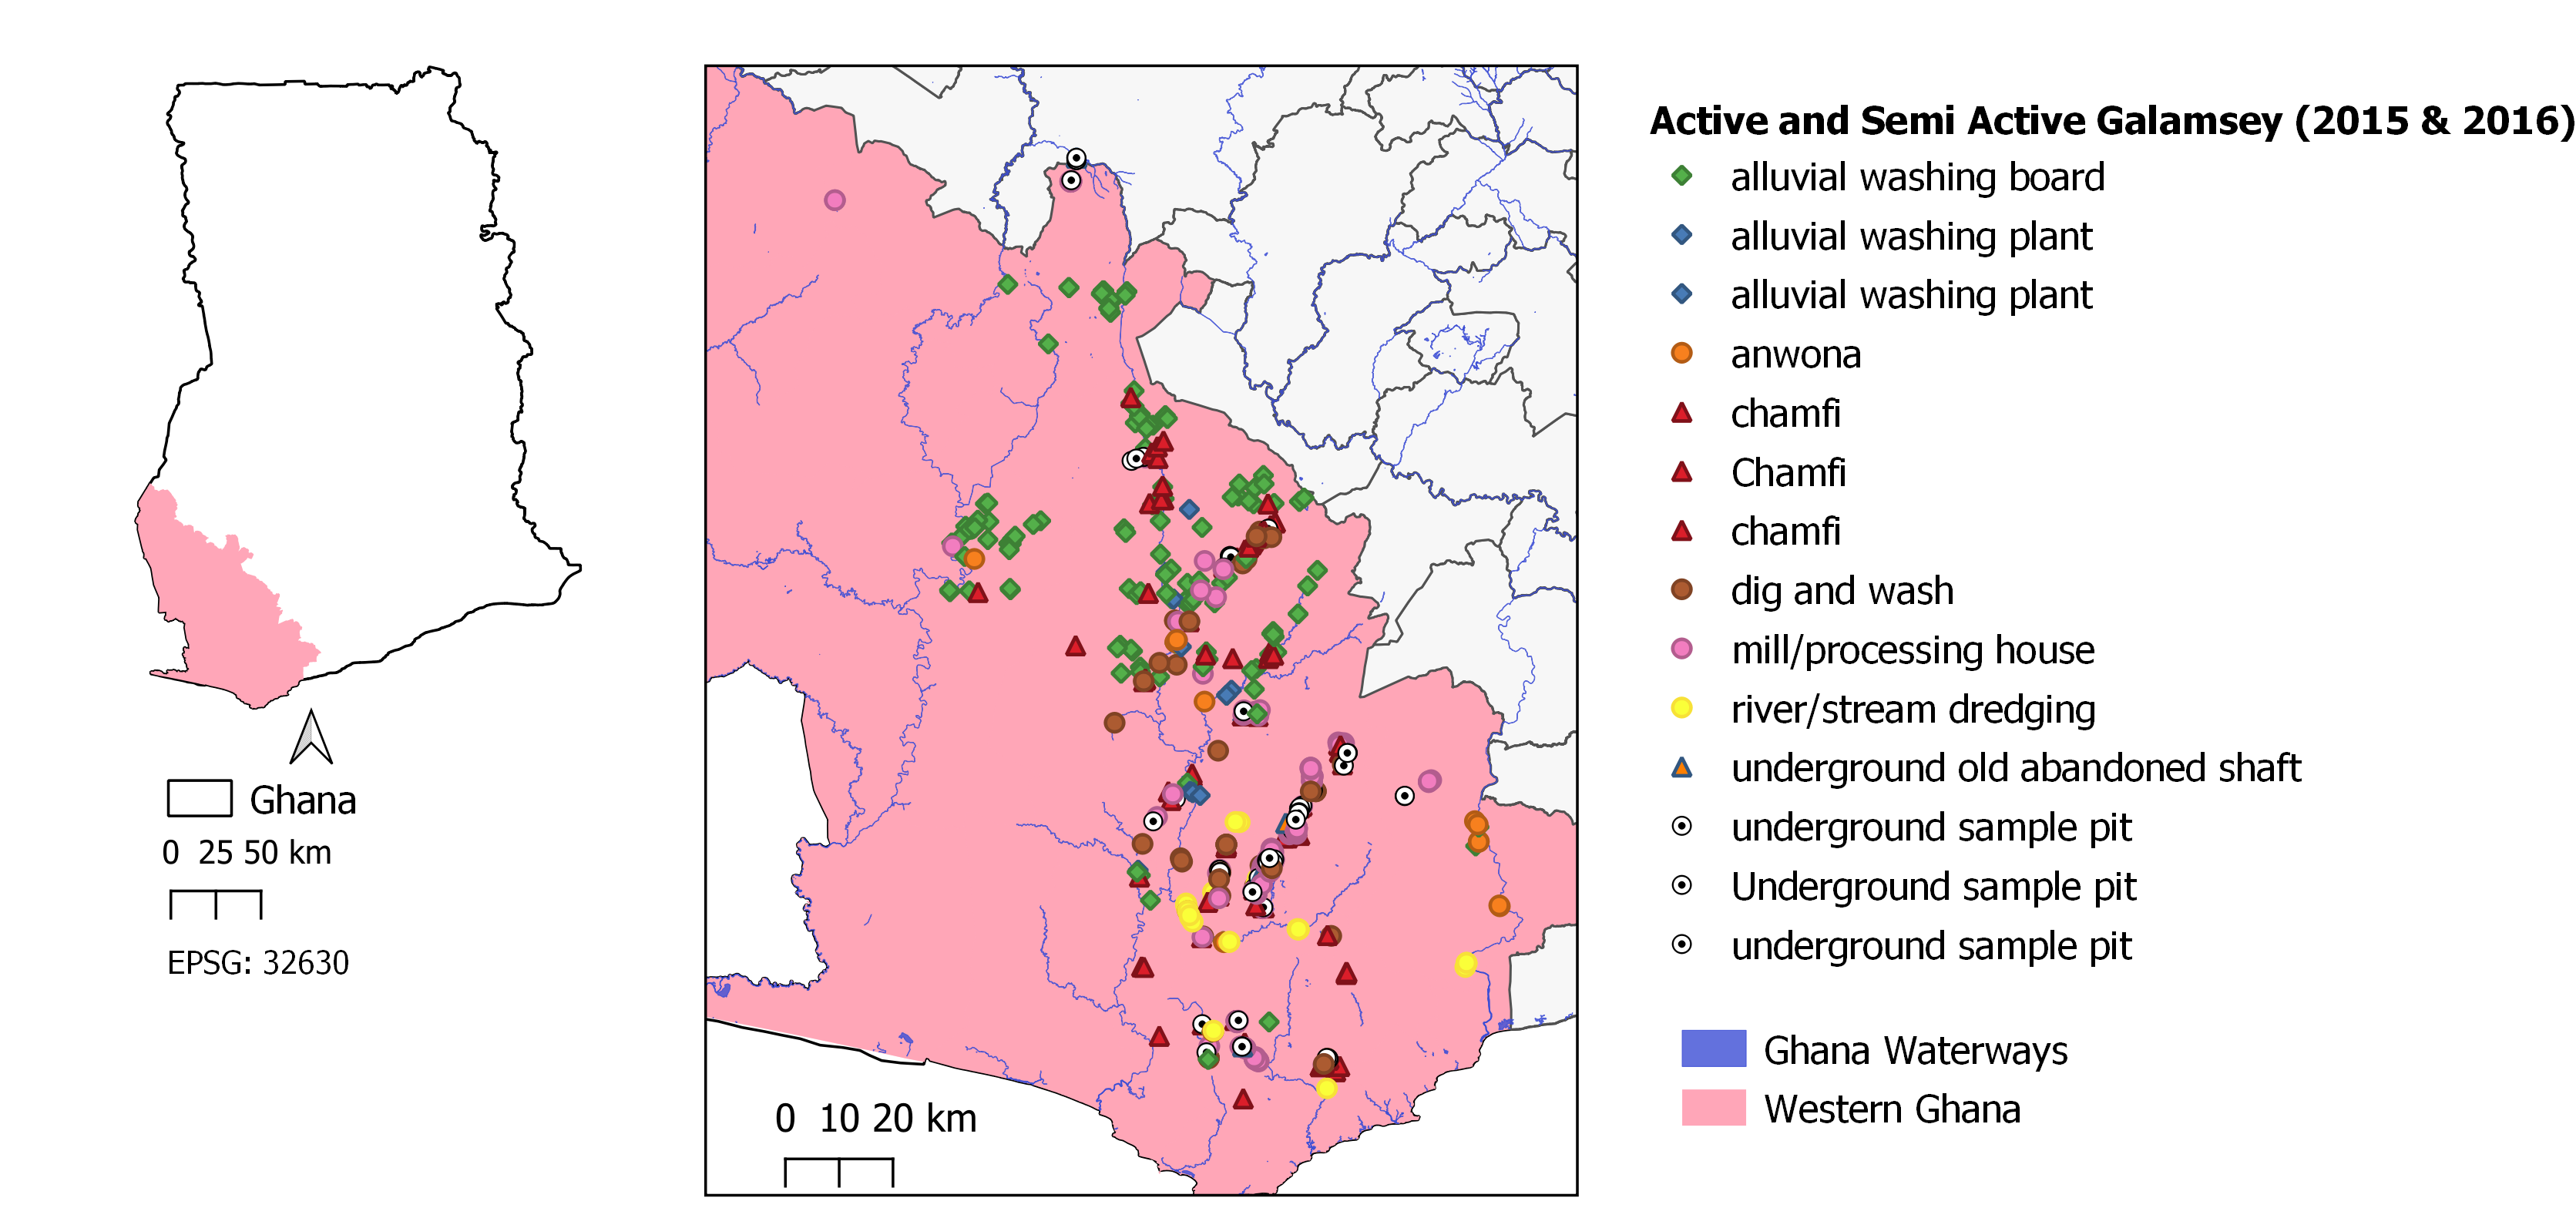 Active and Semi Active Galamsey (2015 & 2016)
alluvial washing board
alluvial washing plant
alluvial washing plant
anwona
chamfi
Chamfi
chamfi
dig and wash
mill/processing house
river/stream dredging
underground old abandoned shaft
underground sample pit
Underground sample pit
underground sample pit
Ghana Waterways
Western Ghana
Ghana
0 25 50 km
EPSG: 32630
0 10 20 km